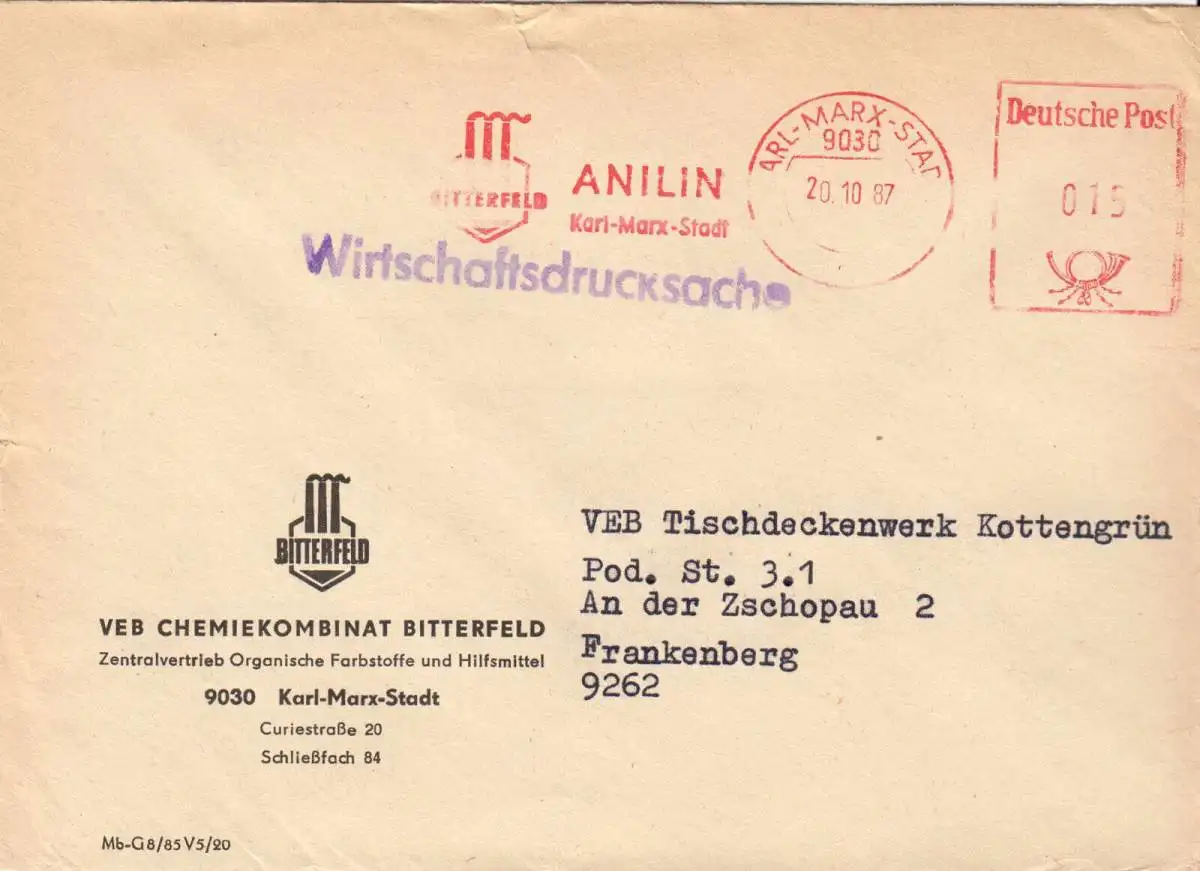 BITTERFELD
ANILIN
Karl-Marx-Stadt
ARL-MARX-STAD
9030
20.10 87
Deutsche Post
015
Wirtschaftsdrucksache
BITTERFELD
VEB CHEMIEKOMBINAT BITTERFELD
Zentralvertrieb Organische Farbstoffe und Hilfsmittel
9030 Karl-Marx-Stadt
Curiestraße 20
Schließfach 84
VEB Tischdeckenwerk Kottengrün
Pod. St. 3.1
An der Zschopau 2
Frankenberg
9262
Mb-G8/85 V5/20